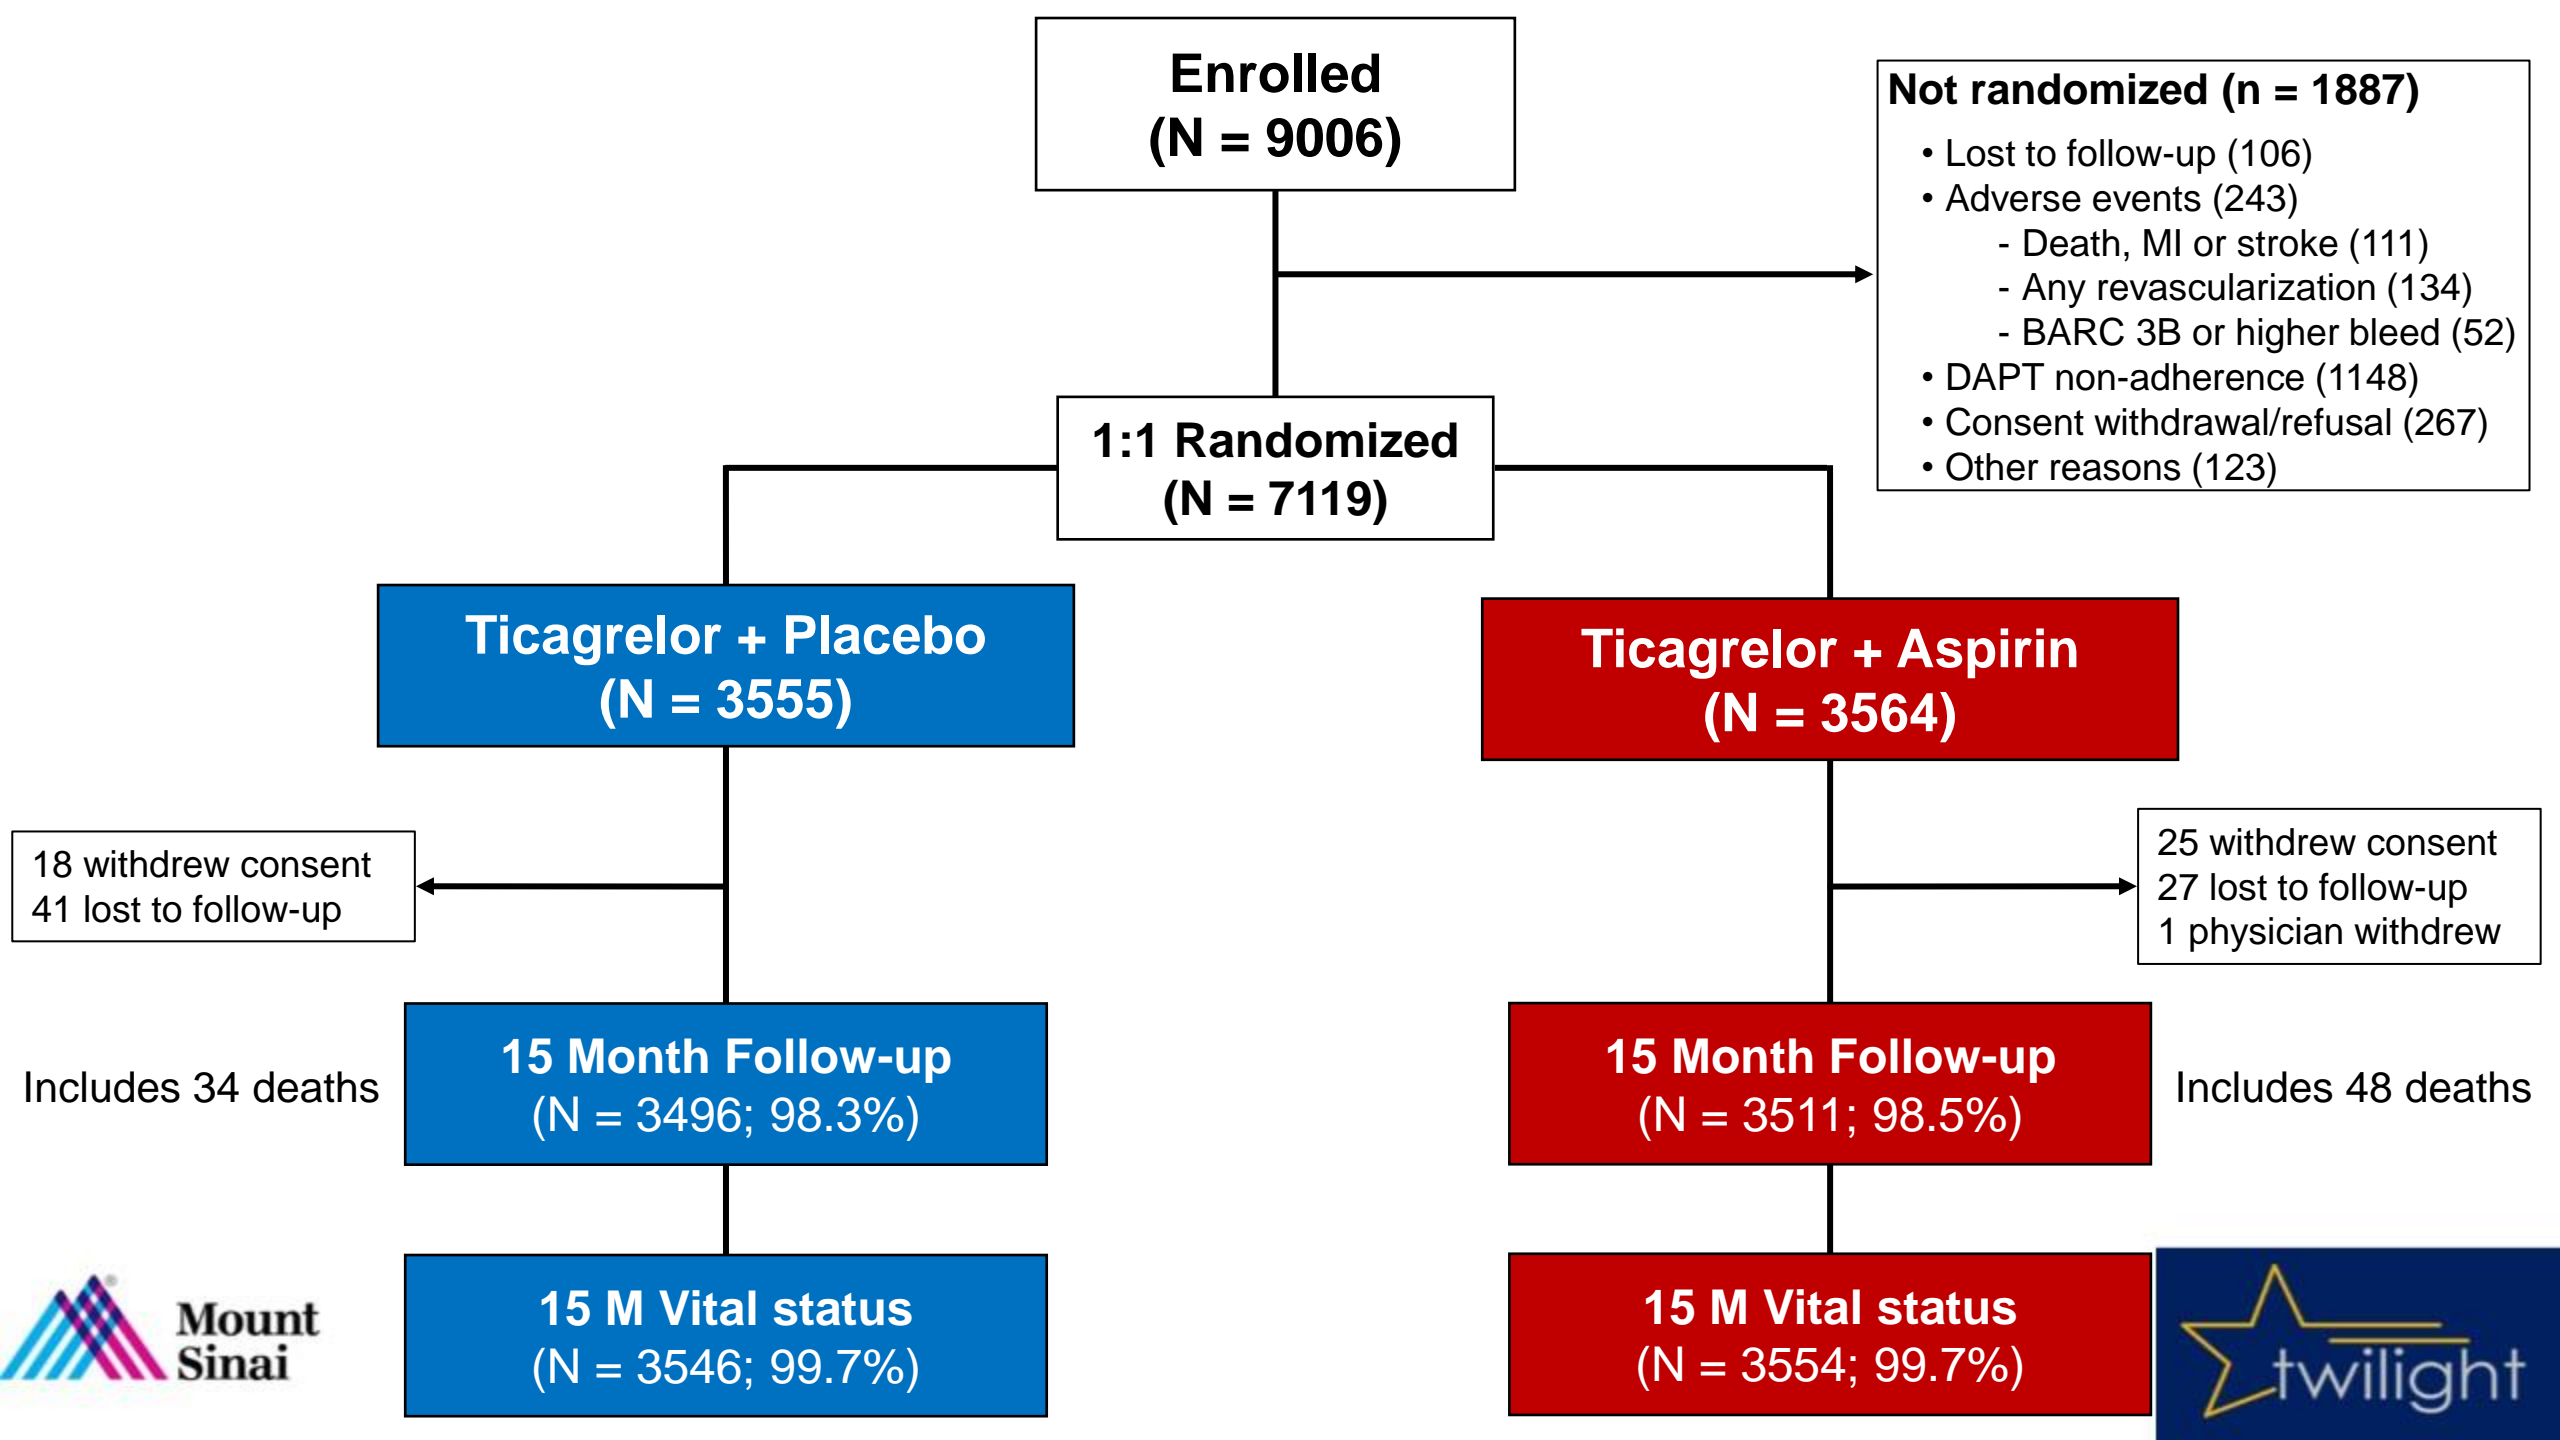 Enrolled
(N = 9006)
Not randomized (n = 1887)
• Lost to follow-up (106)
• Adverse events (243)
- Death, MI or stroke (111)
- Any revascularization (134)
- BARC 3B or higher bleed (52)
• DAPT non-adherence (1148)
• Consent withdrawal/refusal (267)
• Other reasons (123)
1:1 Randomized
(N = 7119)
Ticagrelor + Placebo
(N = 3555)
Ticagrelor + Aspirin
(N = 3564)
18 withdrew consent
41 lost to follow-up
25 withdrew consent
27 lost to follow-up
1 physician withdrew
Includes 34 deaths
15 Month Follow-up
(N = 3496; 98.3%)
15 Month Follow-up
(N = 3511; 98.5%)
Includes 48 deaths
15 M Vital status
(N = 3546; 99.7%)
15 M Vital status
(N = 3554; 99.7%)
®
Mount
Sinai
twilight